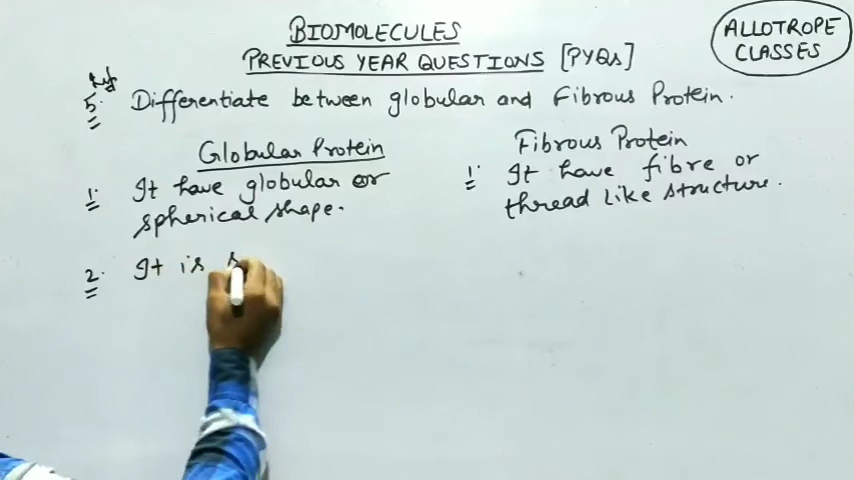 BIOMOLECULES
PREVIOUS YEAR QUESTIONS [PYQs]
ALLOTROPE
CLASSES
5. Differentiate between globular and Fibrous Protein.
Globular Protein
1. It have globular or
spherical shape.
2. It is s
Fibrous Protein
1. It have fibre or
thread like structure.